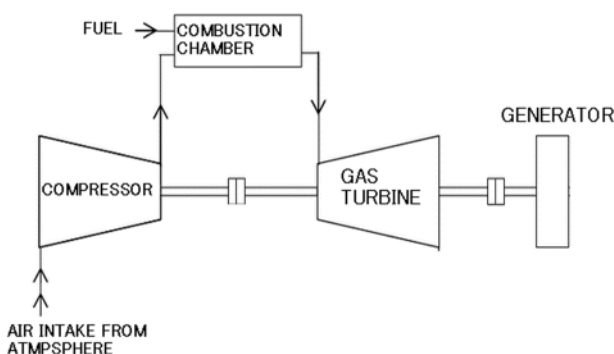 FUEL
COMBUSTION
CHAMBER
GENERATOR
COMPRESSOR
GAS
TURBINE
AIR INTAKE FROM
ATMPSPHERE